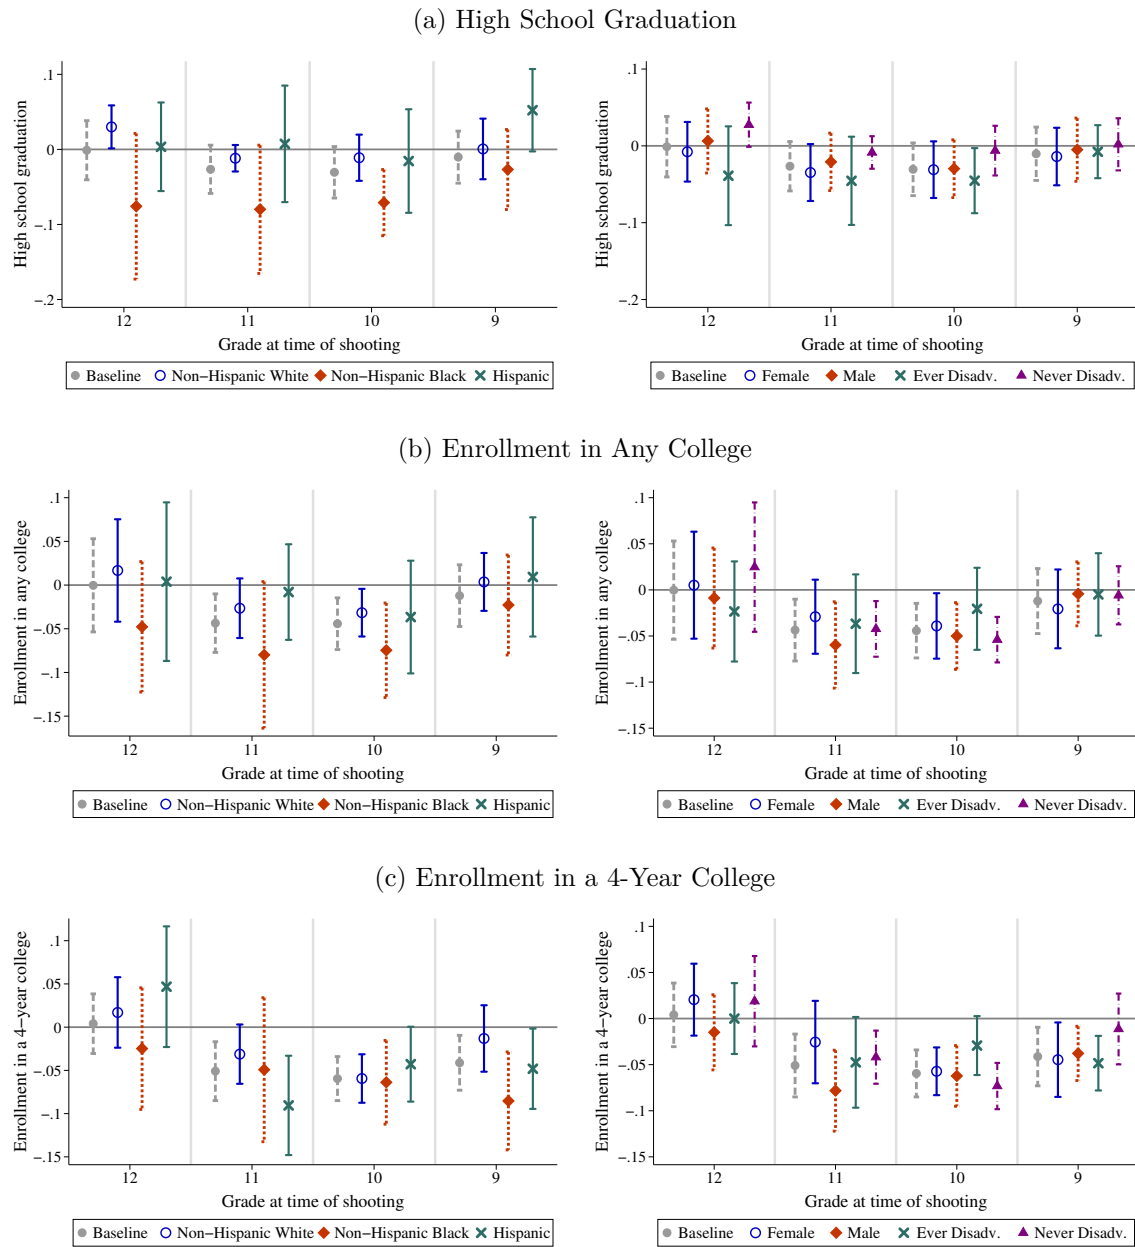 (a) High School Graduation
High school graduation
.1
0
−.1
−.2
12 11 10 9
Grade at time of shooting
Baseline Non−Hispanic White Non−Hispanic Black Hispanic
High school graduation
.1
0
−.1
−.2
12 11 10 9
Grade at time of shooting
Baseline Female Male Ever Disadv. Never Disadv.
(b) Enrollment in Any College
Enrollment in any college
.1
.05
0
−.05
−.1
−.15
12 11 10 9
Grade at time of shooting
Baseline Non−Hispanic White Non−Hispanic Black Hispanic
Enrollment in any college
.1
.05
0
−.05
−.1
−.15
12 11 10 9
Grade at time of shooting
Baseline Female Male Ever Disadv. Never Disadv.
(c) Enrollment in a 4-Year College
Enrollment in a 4−year college
.1
.05
0
−.05
−.1
−.15
12 11 10 9
Grade at time of shooting
Baseline Non−Hispanic White Non−Hispanic Black Hispanic
Enrollment in a 4−year college
.1
.05
0
−.05
−.1
−.15
12 11 10 9
Grade at time of shooting
Baseline Female Male Ever Disadv. Never Disadv.